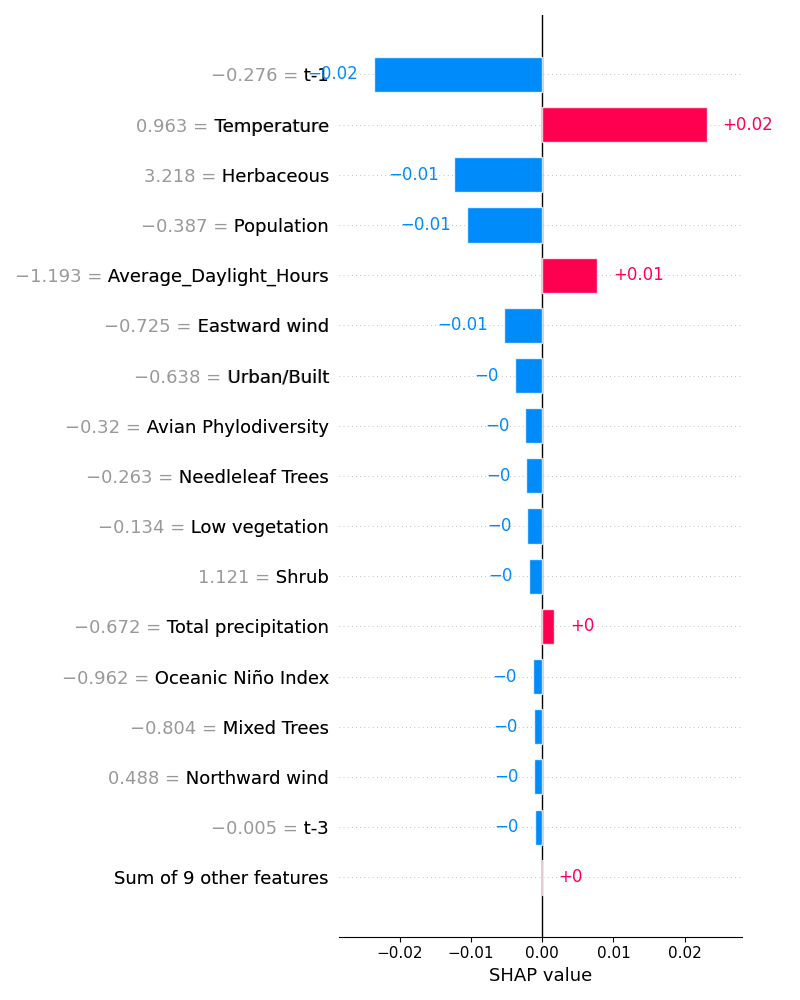 −0.276 = t-1 −0.02
0.963 = Temperature +0.02
3.218 = Herbaceous −0.01
−0.387 = Population −0.01
−1.193 = Average_Daylight_Hours +0.01
−0.725 = Eastward wind −0.01
−0.638 = Urban/Built −0
−0.32 = Avian Phylodiversity −0
−0.263 = Needleleaf Trees −0
−0.134 = Low vegetation −0
1.121 = Shrub −0
−0.672 = Total precipitation +0
−0.962 = Oceanic Niño Index −0
−0.804 = Mixed Trees −0
0.488 = Northward wind −0
−0.005 = t-3 −0
Sum of 9 other features +0
−0.02 −0.01 0.00 0.01 0.02
SHAP value